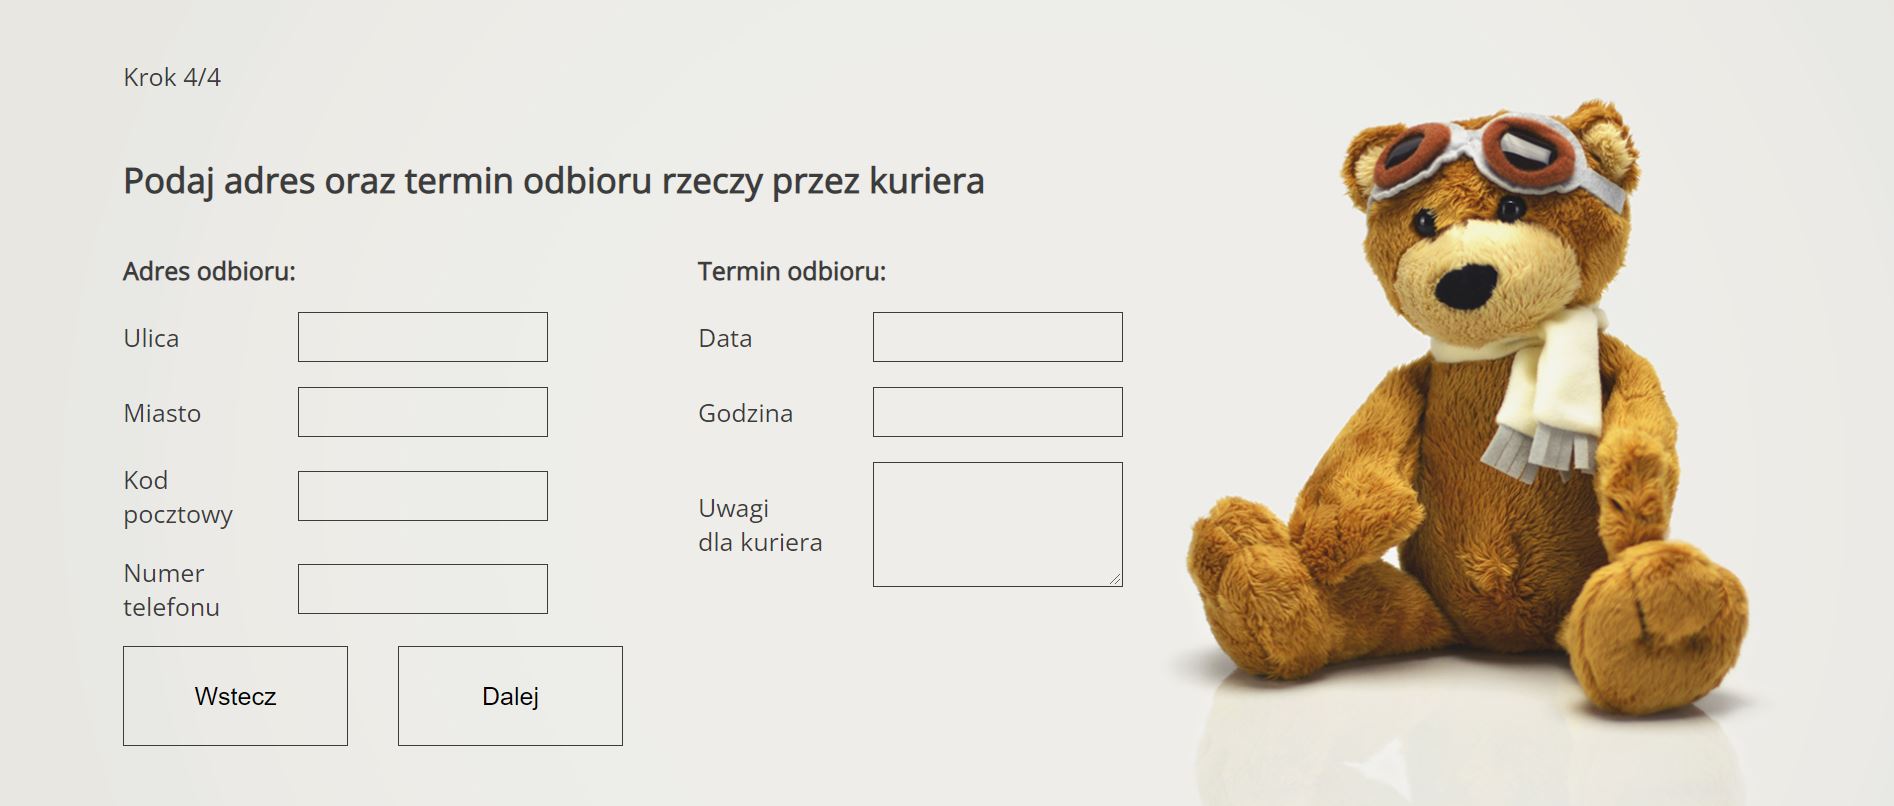 Krok 4/4
Podaj adres oraz termin odbioru rzeczy przez kuriera
Adres odbioru:
Ulica
Miasto
Kod
pocztowy
Numer
telefonu
Termin odbioru:
Data
Godzina
Uwagi
dla kuriera
Wstecz
Dalej